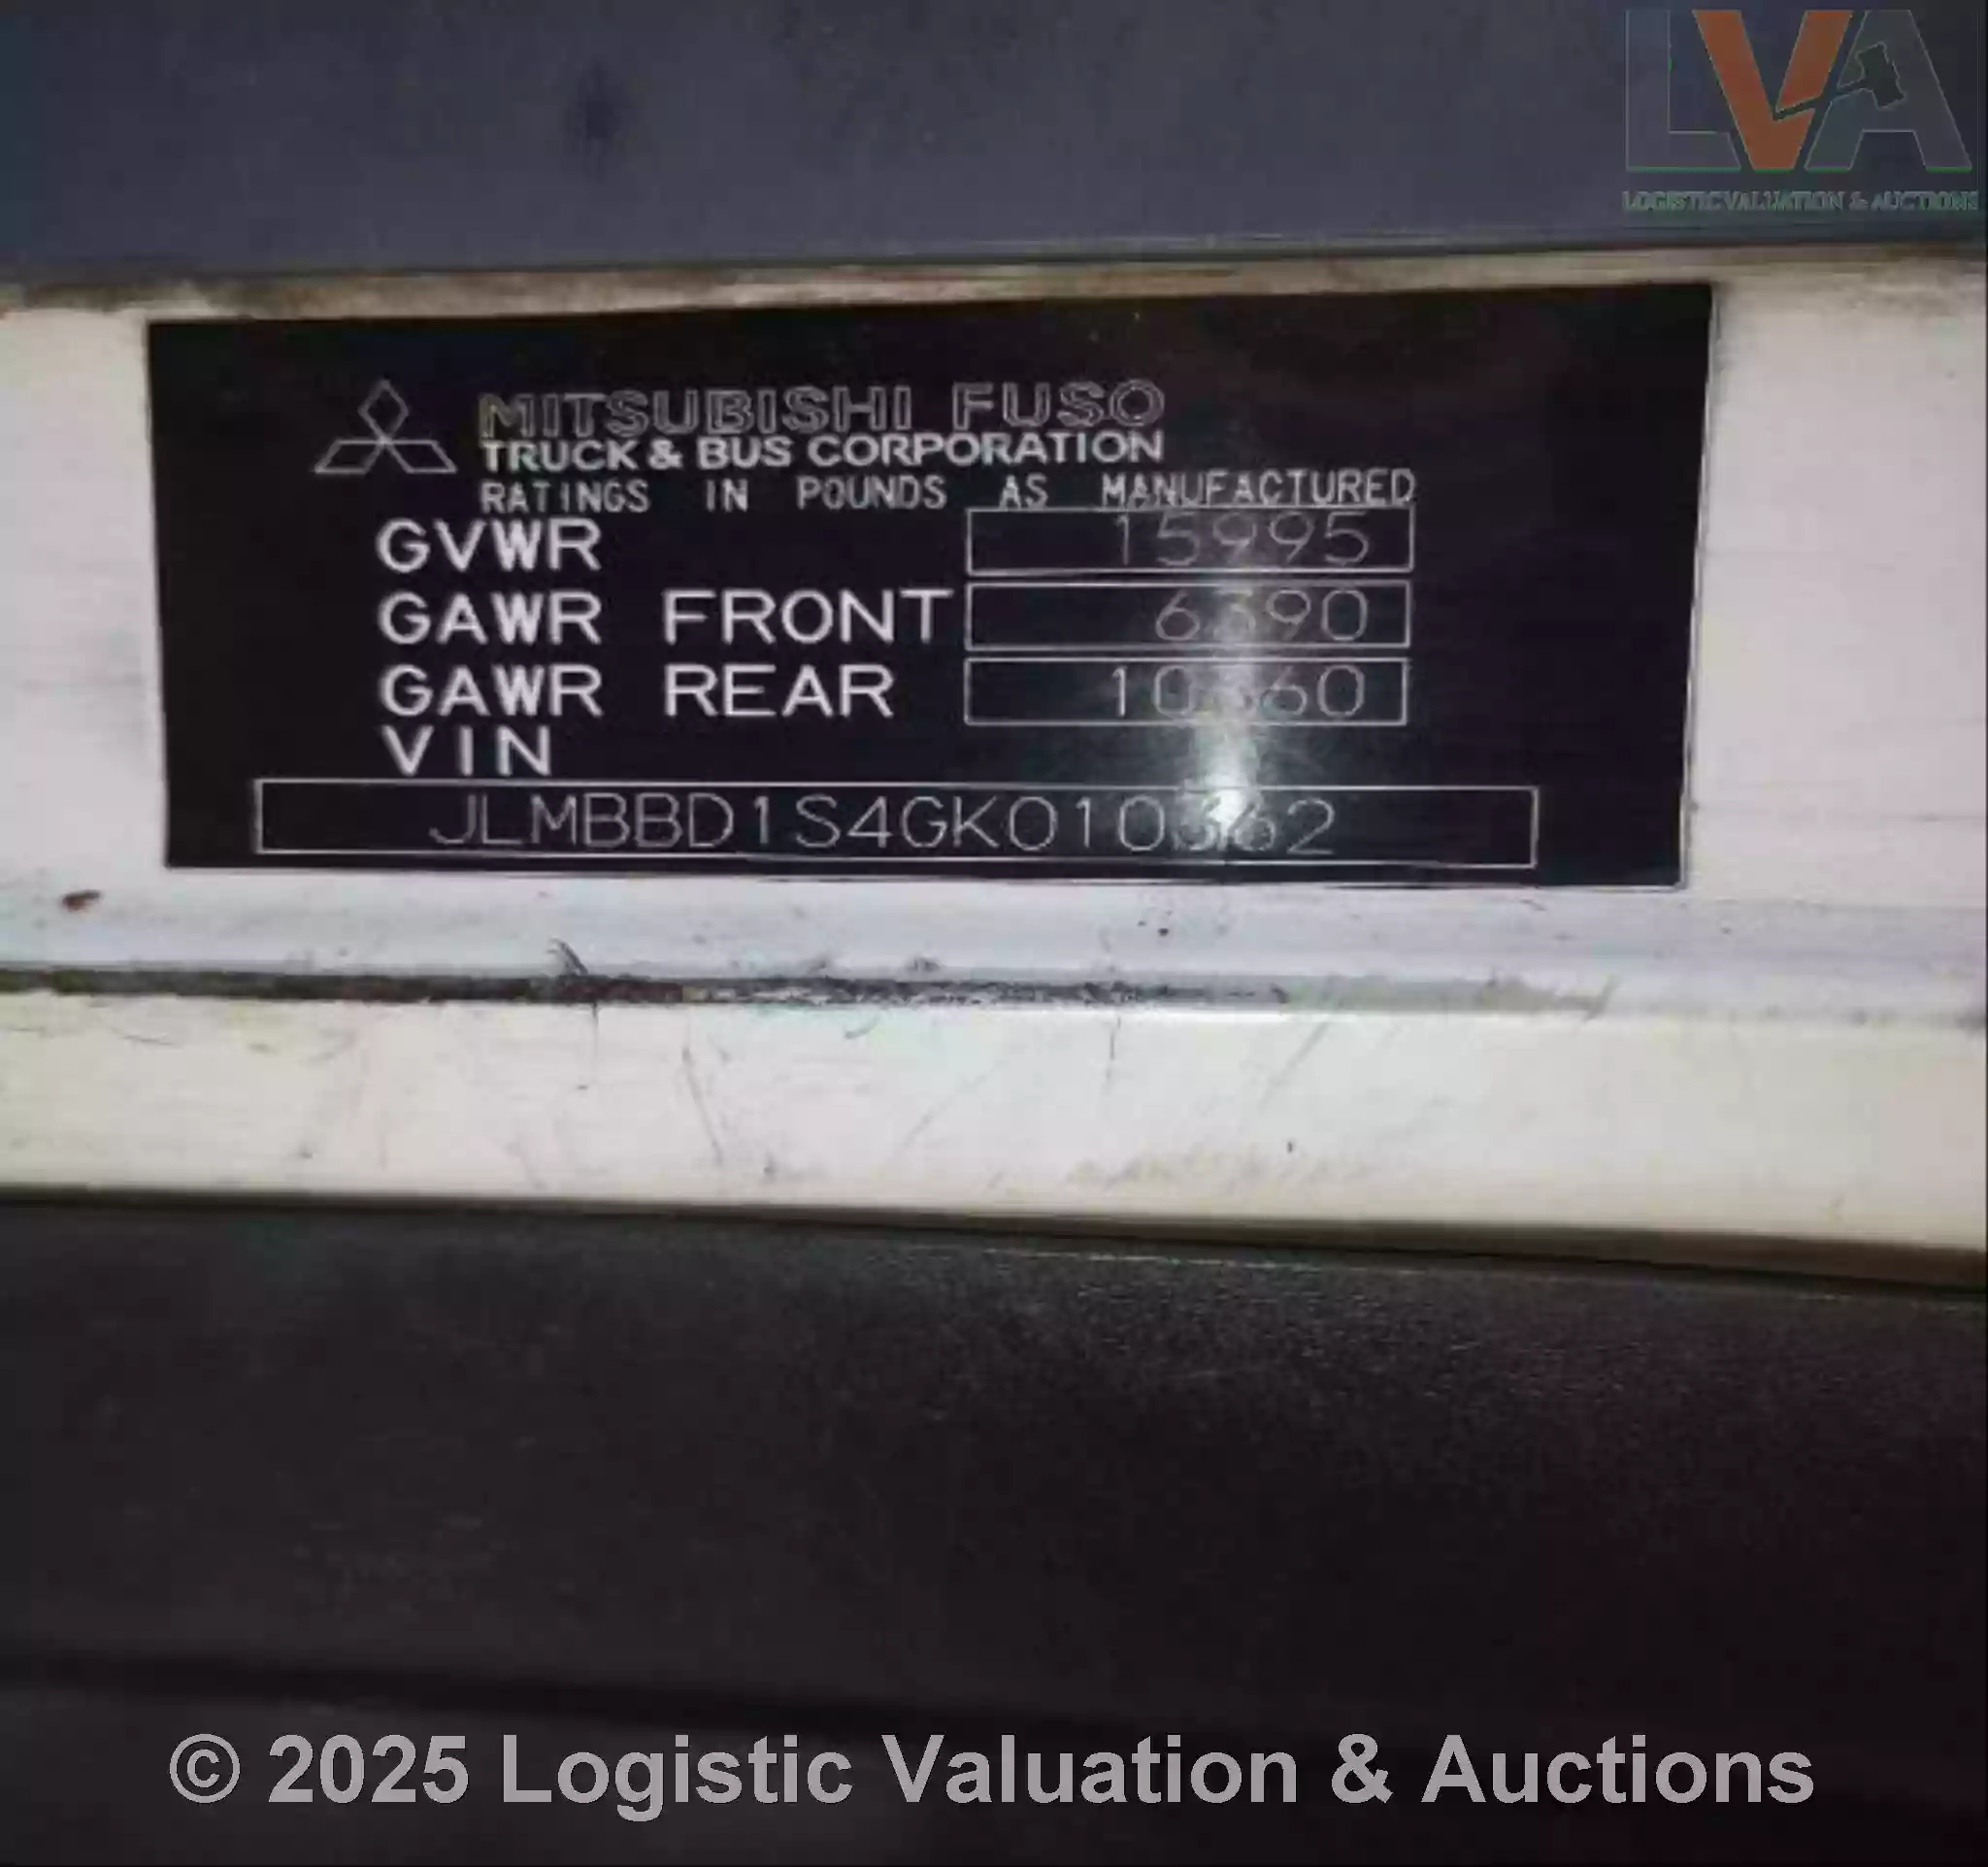 LVA
LOGISTIC VALUATION & AUCTIONS
MITSUBISHI FUSO
TRUCK & BUS CORPORATION
RATINGS IN POUNDS AS MANUFACTURED
GVWR 15995
GAWR FRONT 6390
GAWR REAR
VIN
© 2025 Logistic Valuation & Auctions